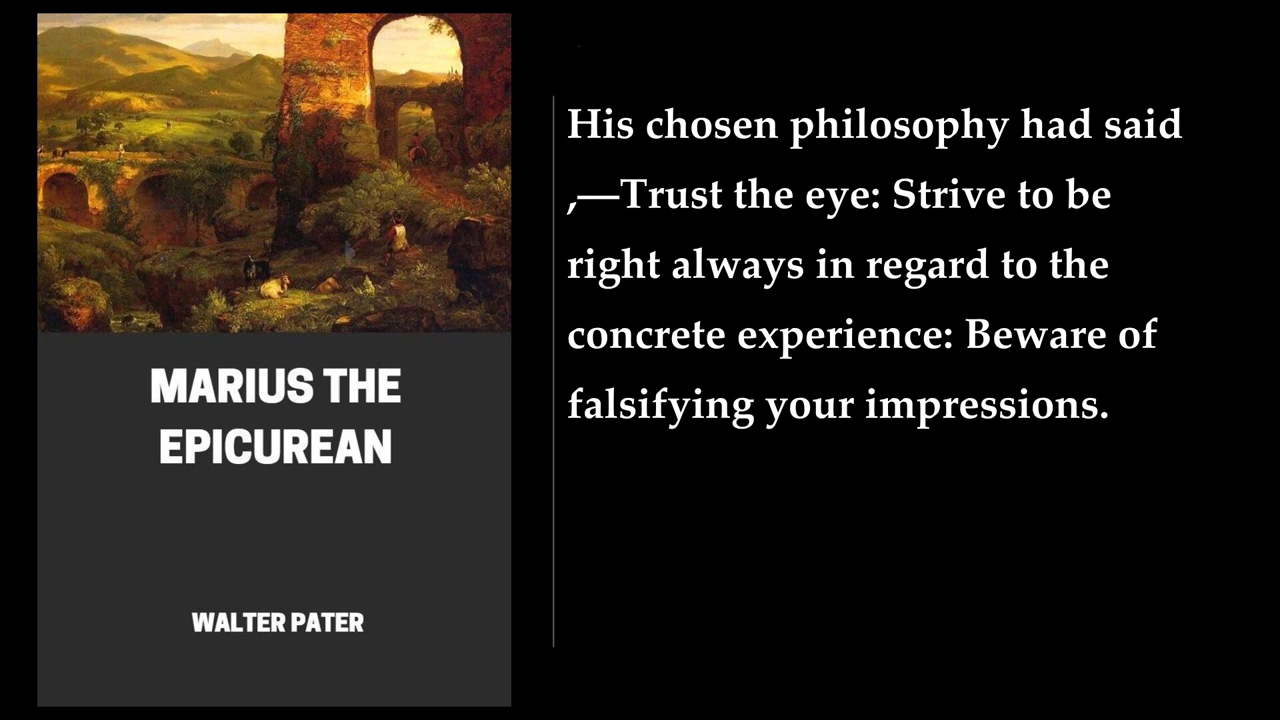 MARIUS THE
EPICUREAN
WALTER PATER
His chosen philosophy had said
,—Trust the eye: Strive to be
right always in regard to the
concrete experience: Beware of
falsifying your impressions.